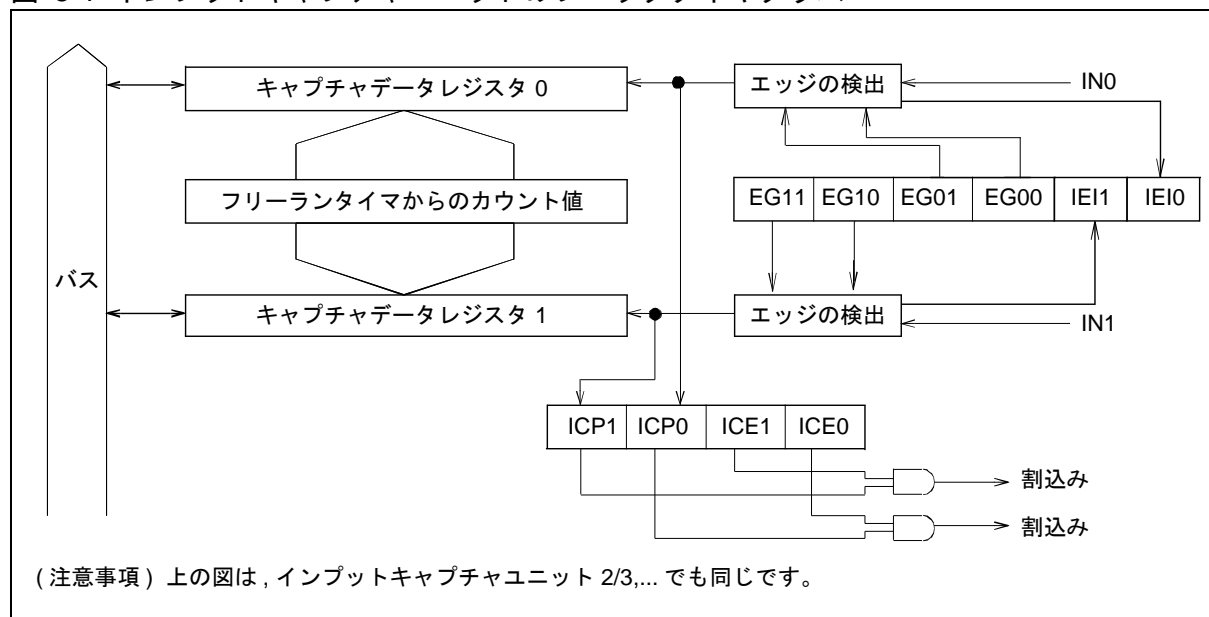 キャプチャデータレジスタ 0
エッジの検出
IN0
フリーランタイマからのカウント値
EG11 EG10 EG01 EG00 IEI1 IEI0
バス
キャプチャデータレジスタ 1
エッジの検出
IN1
ICP1 ICP0 ICE1 ICE0
割込み
割込み
( 注意事項 ) 上の図は , インプットキャプチャユニット 2/3,... でも同じです。